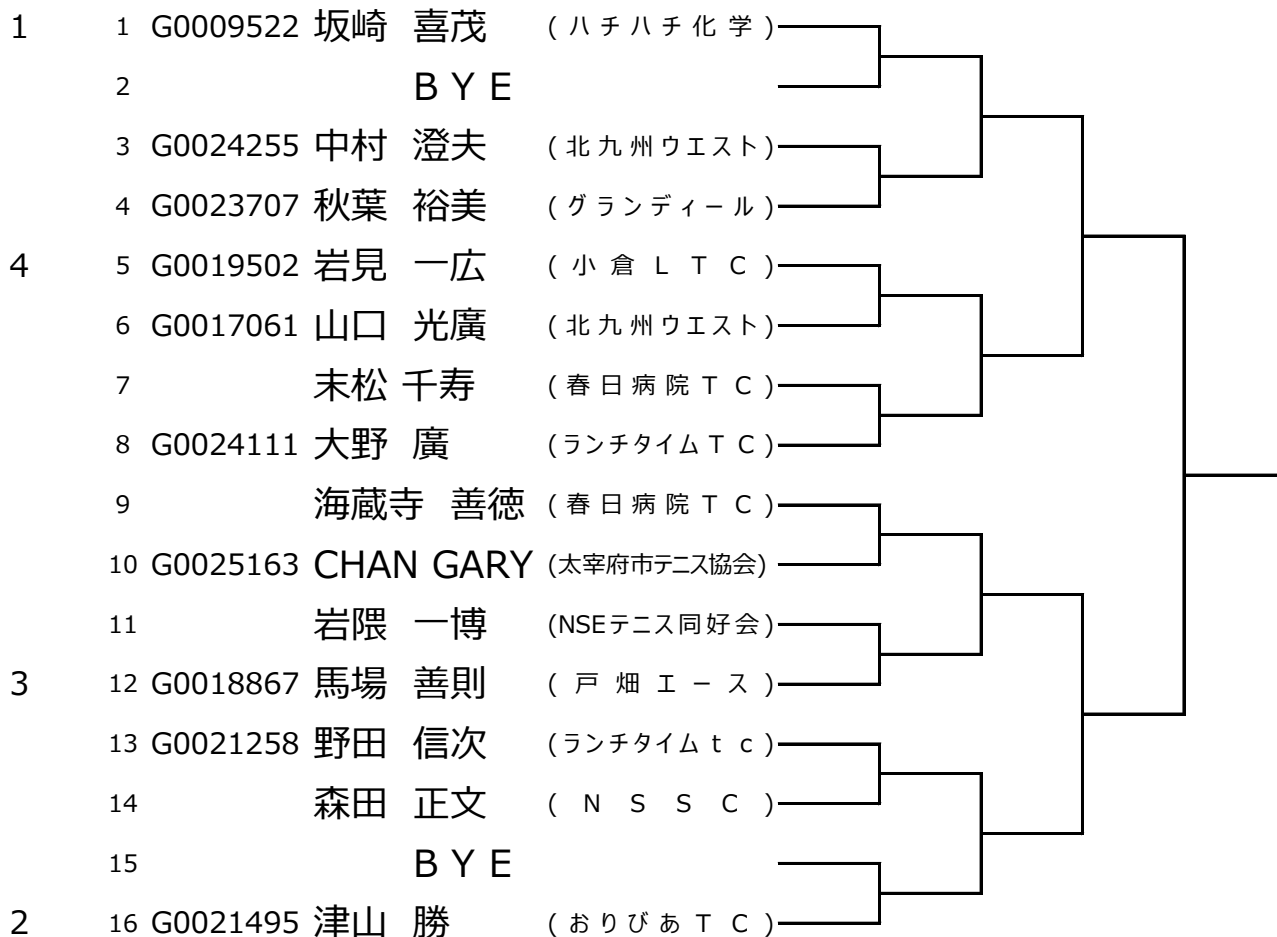 1 1 G0009522 坂崎 喜茂 (ハチハチ化学)
2 BYE
3 G0024255 中村 澄夫 (北九州ウエスト)
4 G0023707 秋葉 裕美 (グランディール)
4 5 G0019502 岩見 一広 (小倉LTC)
6 G0017061 山口 光廣 (北九州ウエスト)
7 末松 千寿 (春日病院TC)
8 G0024111 大野 廣 (ランチタイムTC)
9 海蔵寺 善徳 (春日病院TC)
10 G0025163 CHAN GARY (太宰府市テニス協会)
11 岩隈 一博 (NSEテニス同好会)
3 12 G0018867 馬場 善則 (戸畑エース)
13 G0021258 野田 信次 (ランチタイムtc)
14 森田 正文 (NSSC)
15 BYE
2 16 G0021495 津山 勝 (おりびあTC)